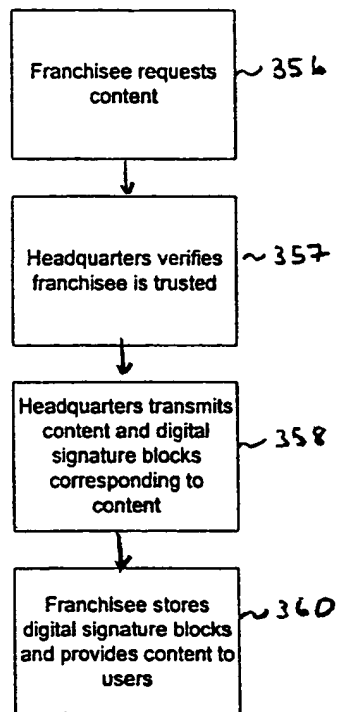 Franchisee requests
content
356
Headquarters verifies
franchisee is trusted
357
Headquarters transmits
content and digital
signature blocks
corresponding to
content
358
Franchisee stores
digital signature blocks
and provides content to
users
360